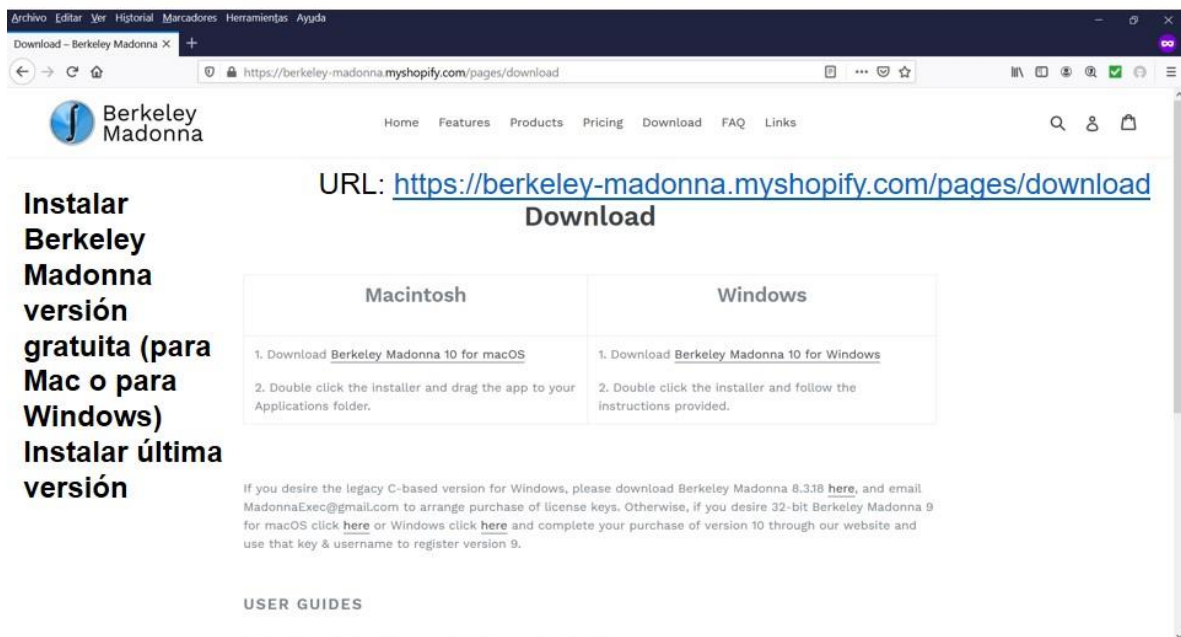 Archivo Editar Ver Historial Marcadores Herramientas Ayuda
Download – Berkeley Madonna
https://berkeley-madonna.myshopify.com/pages/download
Berkeley
Madonna
Home Features Products Pricing Download FAQ Links
URL: https://berkeley-madonna.myshopify.com/pages/download
Instalar
Berkeley
Madonna
versión
gratuita (para
Mac o para
Windows)
Instalar última
versión
Download
Macintosh
Windows
1. Download Berkeley Madonna 10 for macOS
2. Double click the installer and drag the app to your
Applications folder.
1. Download Berkeley Madonna 10 for Windows
2. Double click the installer and follow the
instructions provided.
If you desire the legacy C-based version for Windows, please download Berkeley Madonna 8.3.18 here, and email
MadonnaExec@gmail.com to arrange purchase of license keys. Otherwise, if you desire 32-bit Berkeley Madonna 9
for macOS click here or Windows click here and complete your purchase of version 10 through our website and
use that key & username to register version 9.
USER GUIDES